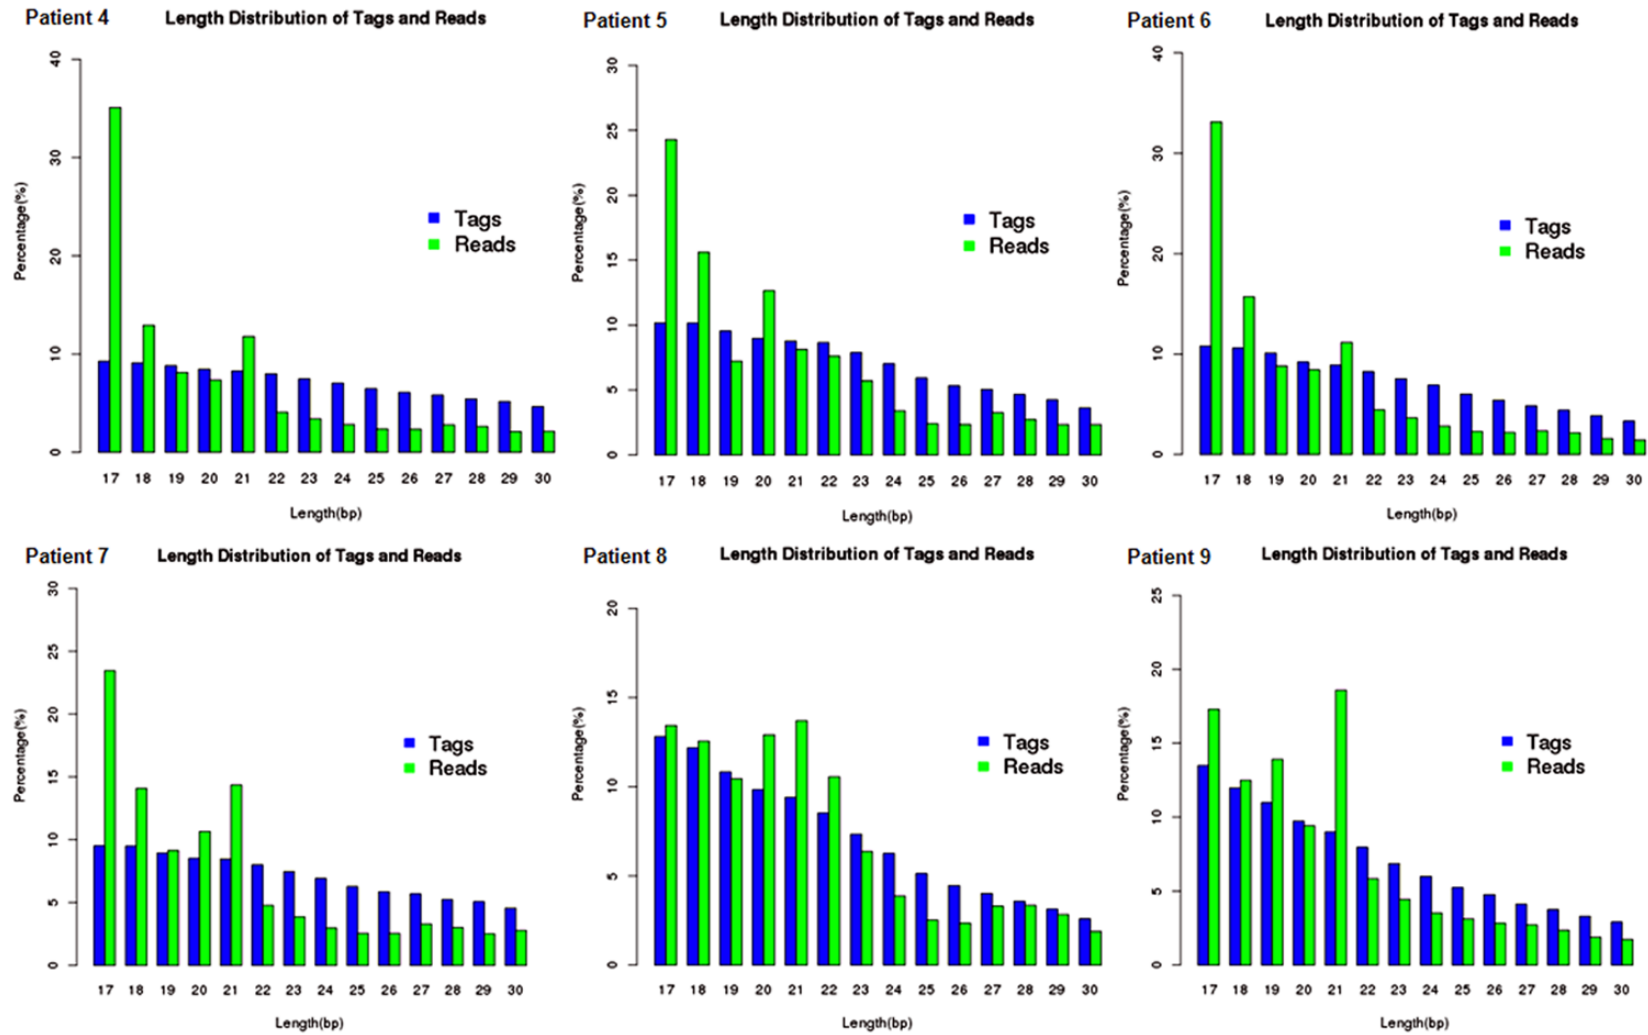 Patient 4
Length Distribution of Tags and Reads
Percentage(%)
40
30
20
10
0
Tags
Reads
17 18 19 20 21 22 23 24 25 26 27 28 29 30
Length(bp)
Patient 5
Length Distribution of Tags and Reads
Percentage(%)
30
25
20
15
10
5
0
Tags
Reads
17 18 19 20 21 22 23 24 25 26 27 28 29 30
Length(bp)
Patient 6
Length Distribution of Tags and Reads
Percentage(%)
40
30
20
10
0
Tags
Reads
17 18 19 20 21 22 23 24 25 26 27 28 29 30
Length(bp)
Patient 7
Length Distribution of Tags and Reads
Percentage(%)
30
25
20
15
10
5
0
Tags
Reads
17 18 19 20 21 22 23 24 25 26 27 28 29 30
Length(bp)
Patient 8
Length Distribution of Tags and Reads
Percentage(%)
20
15
10
5
0
Tags
Reads
17 18 19 20 21 22 23 24 25 26 27 28 29 30
Length(bp)
Patient 9
Length Distribution of Tags and Reads
Percentage(%)
25
20
15
10
5
0
Tags
Reads
17 18 19 20 21 22 23 24 25 26 27 28 29 30
Length(bp)